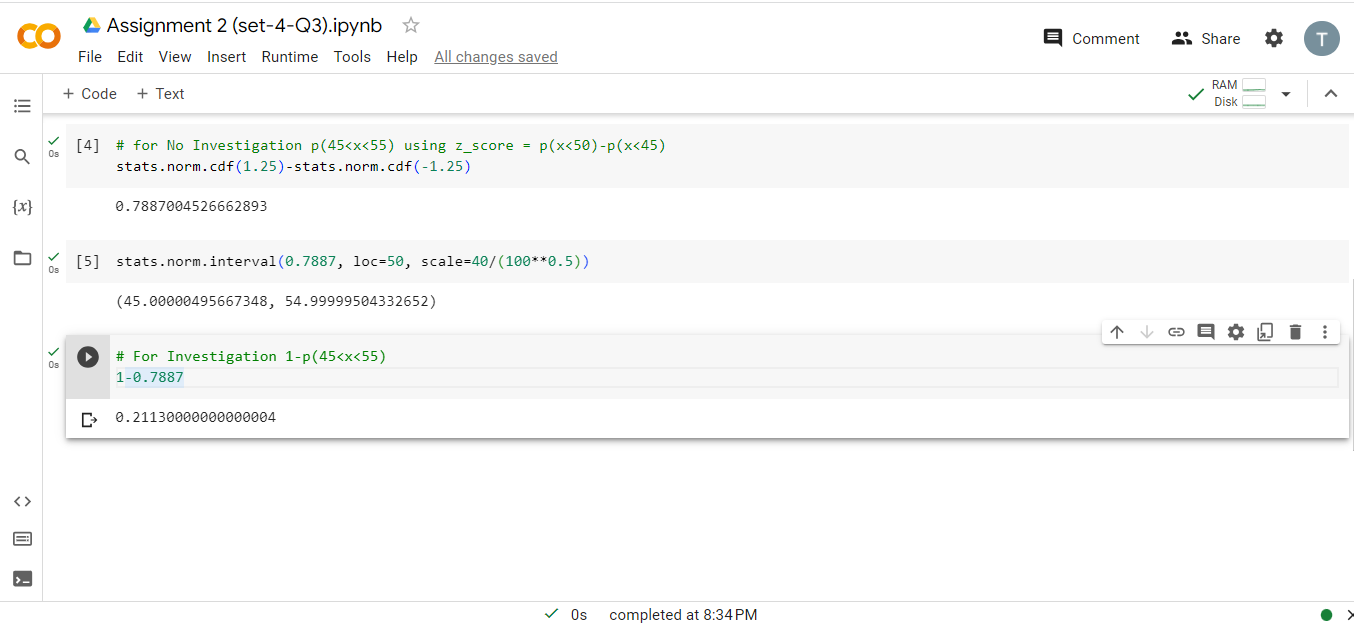 Assignment 2 (set-4-Q3).ipynb
File Edit View Insert Runtime Tools Help All changes saved
Comment Share T
+ Code + Text
RAM
Disk
[4] # for No Investigation p(45<x<55) using z_score = p(x<50)-p(x<45)
0s
stats.norm.cdf(1.25)-stats.norm.cdf(-1.25)
0.7887004526662893
{x}
[5] stats.norm.interval(0.7887, loc=50, scale=40/(100**0.5))
0s
(45.00000495667348, 54.99999504332652)
# For Investigation 1-p(45<x<55)
0s
1-0.7887
0.21130000000000004
0s completed at 8:34 PM